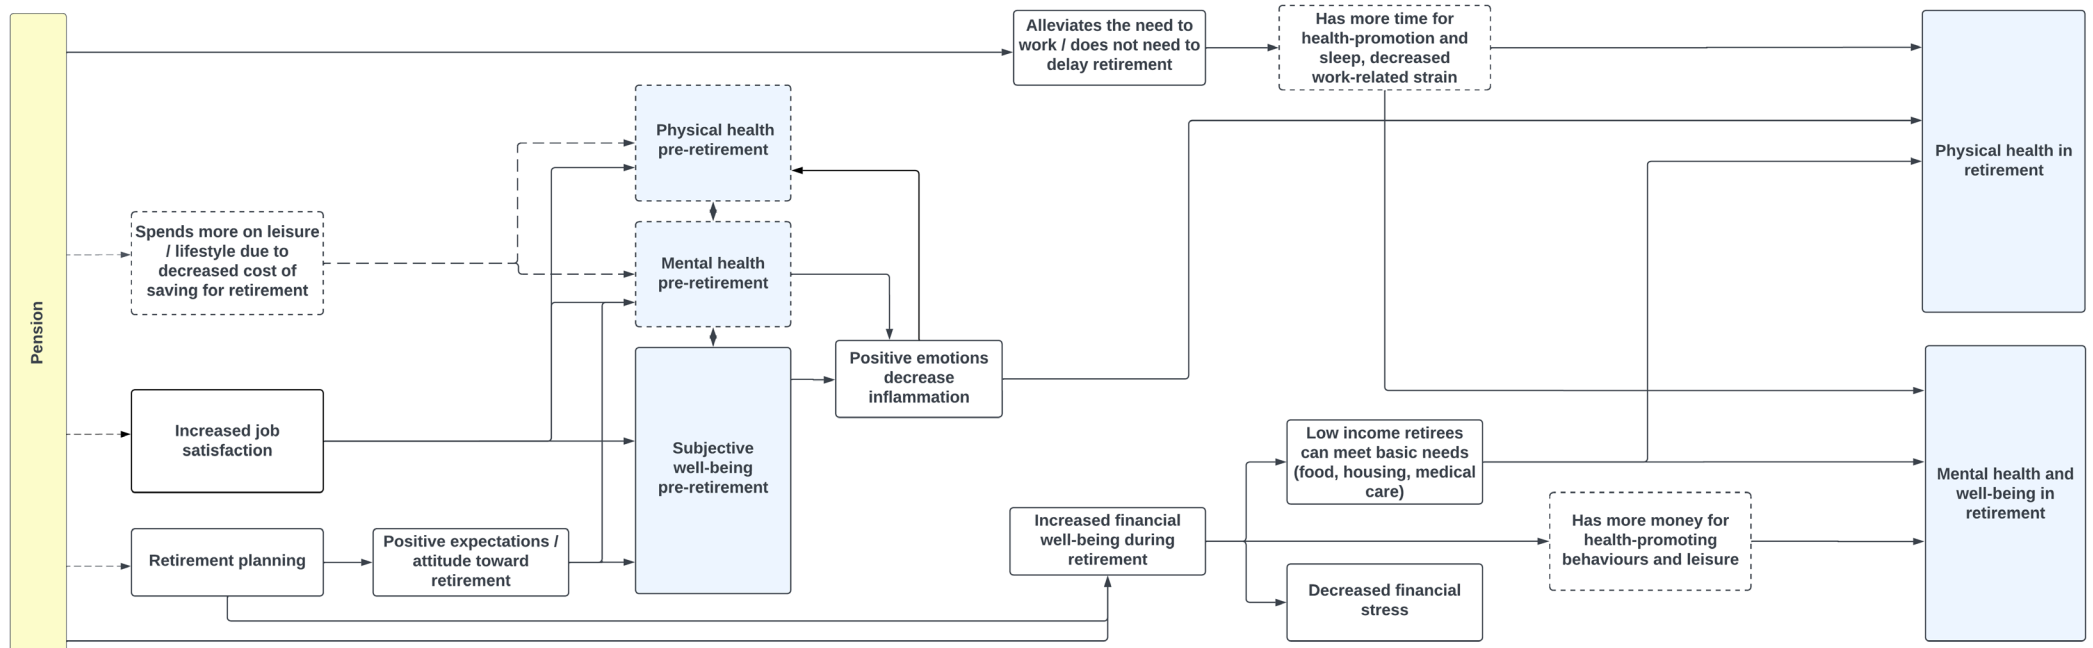 Pension
Alleviates the need to
work / does not need to
delay retirement
Has more time for
health-promotion and
sleep, decreased
work-related strain
Physical health in
retirement
Physical health
pre-retirement
Spends more on leisure
/ lifestyle due to
decreased cost of
saving for retirement
Mental health
pre-retirement
Positive emotions
decrease
inflammation
Increased job
satisfaction
Subjective
well-being
pre-retirement
Low income retirees
can meet basic needs
(food, housing, medical
care)
Mental health and
well-being in
retirement
Retirement planning
Positive expectations /
attitude toward
retirement
Increased financial
well-being during
retirement
Has more money for
health-promoting
behaviours and leisure
Decreased financial
stress